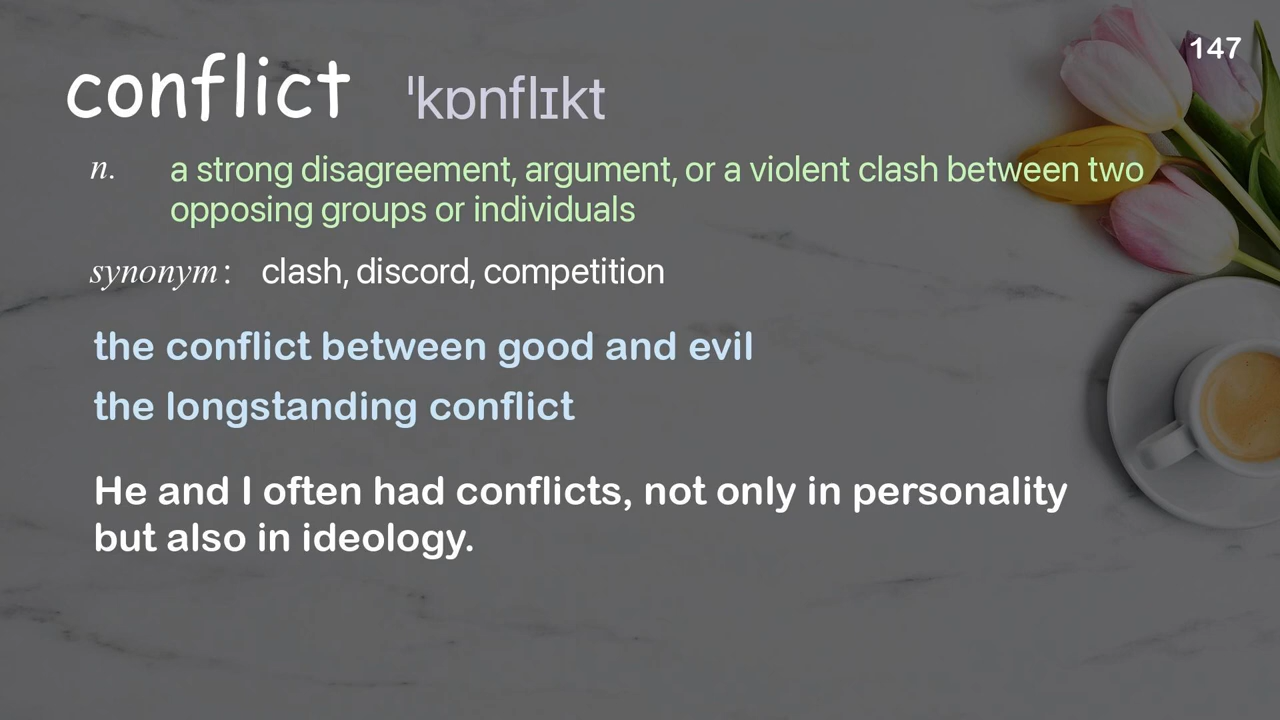 147
conflict ˈkɒnflɪkt
n. a strong disagreement, argument, or a violent clash between two
opposing groups or individuals
synonym: clash, discord, competition
the conflict between good and evil
the longstanding conflict
He and I often had conflicts, not only in personality
but also in ideology.